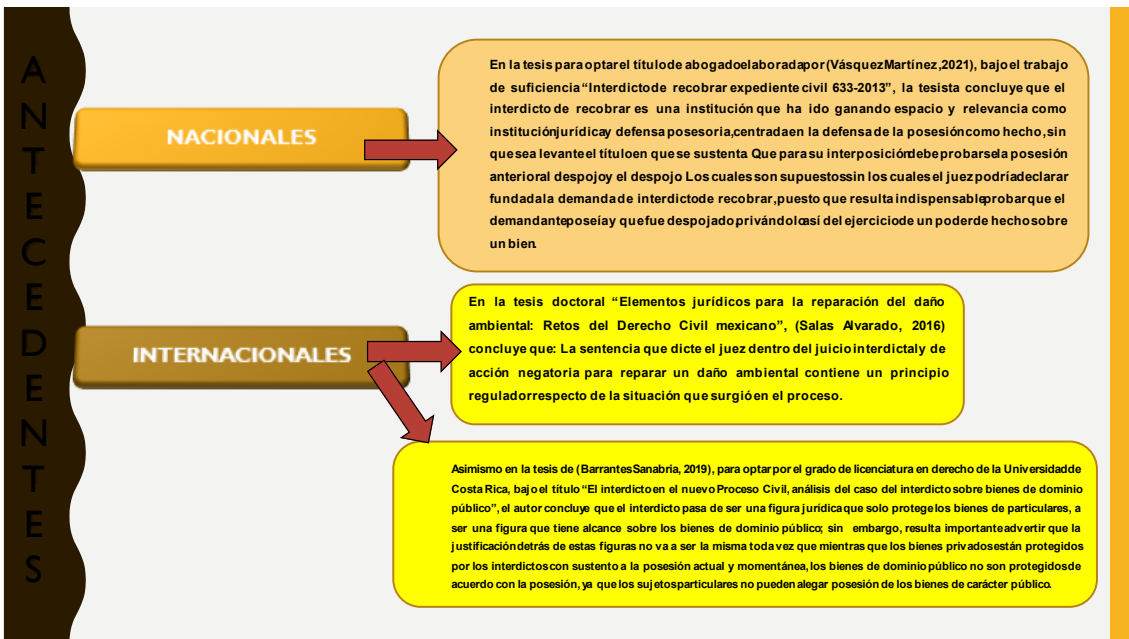 ANTECEDENTES
NACIONALES
En la tesis para optar el título de abogado elaborada por (Vásquez Martínez, 2021), bajo el trabajo
de suficiencia “Interdicto de recobrar expediente civil 633-2013”, la tesista concluye que el
interdicto de recobrar es una institución que ha ido ganando espacio y relevancia como
institución jurídica y defensa posesoria, centrada en la defensa de la posesión como hecho, sin
que sea levante el título en que se sustenta. Que para su interposición debe probarse la posesión
anterior al despojo y el despojo. Los cuales son supuestos sin los cuales el juez podría declarar
fundada la demanda de interdicto de recobrar, puesto que resulta indispensable probar que el
demandante poseía y que fue despojado privándolo así del ejercicio de un poder de hecho sobre
un bien.
INTERNACIONALES
En la tesis doctoral “Elementos jurídicos para la reparación del daño
ambiental: Retos del Derecho Civil mexicano”, (Salas Alvarado, 2016)
concluye que: La sentencia que dicte el juez dentro del juicio interdictal y de
acción negatoria para reparar un daño ambiental contiene un principio
regulador respecto de la situación que surgió en el proceso.
Asimismo en la tesis de (Barrantes Sanabria, 2019), para optar por el grado de licenciatura en derecho de la Universidad de
Costa Rica, bajo el título “El interdicto en el nuevo Proceso Civil, análisis del caso del interdicto sobre bienes de dominio
público”, el autor concluye que el interdicto pasa de ser una figura jurídica que solo protege los bienes de particulares, a
ser una figura que tiene alcance sobre los bienes de dominio público; sin embargo, resulta importante advertir que la
justificación detrás de estas figuras no va a ser la misma toda vez que mientras que los bienes privados están protegidos
por los interdictos con sustento a la posesión actual y momentánea, los bienes de dominio público no son protegidos de
acuerdo con la posesión, ya que los sujetos particulares no pueden alegar posesión de los bienes de carácter público.